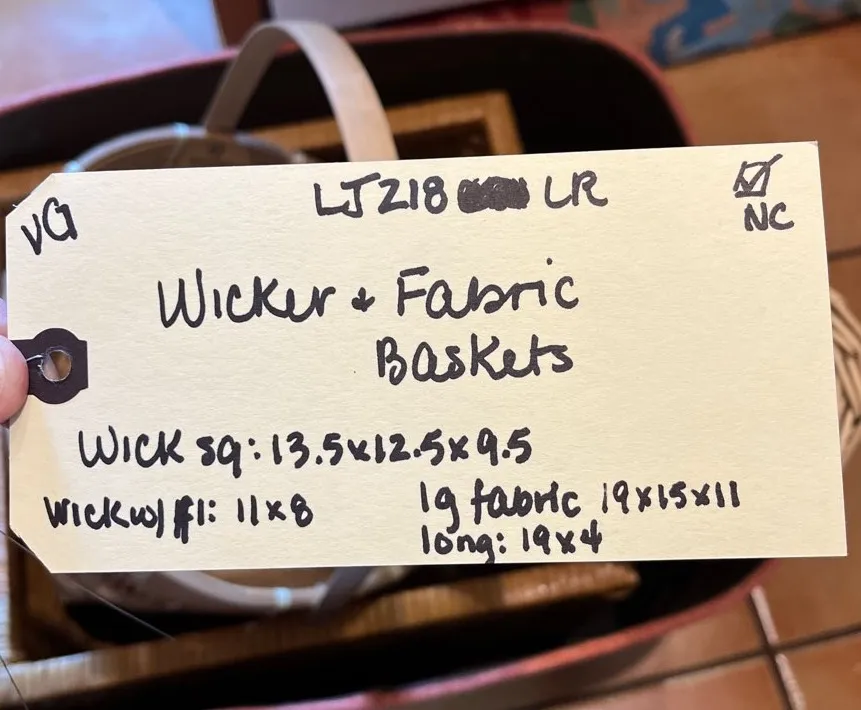 VG
LJ218 LR
NC
Wicker + Fabric
Baskets
Wick sq: 13.5x12.5x9.5
Wick w/ fl: 11x8
lg fabric 19x15x11
long: 19x4